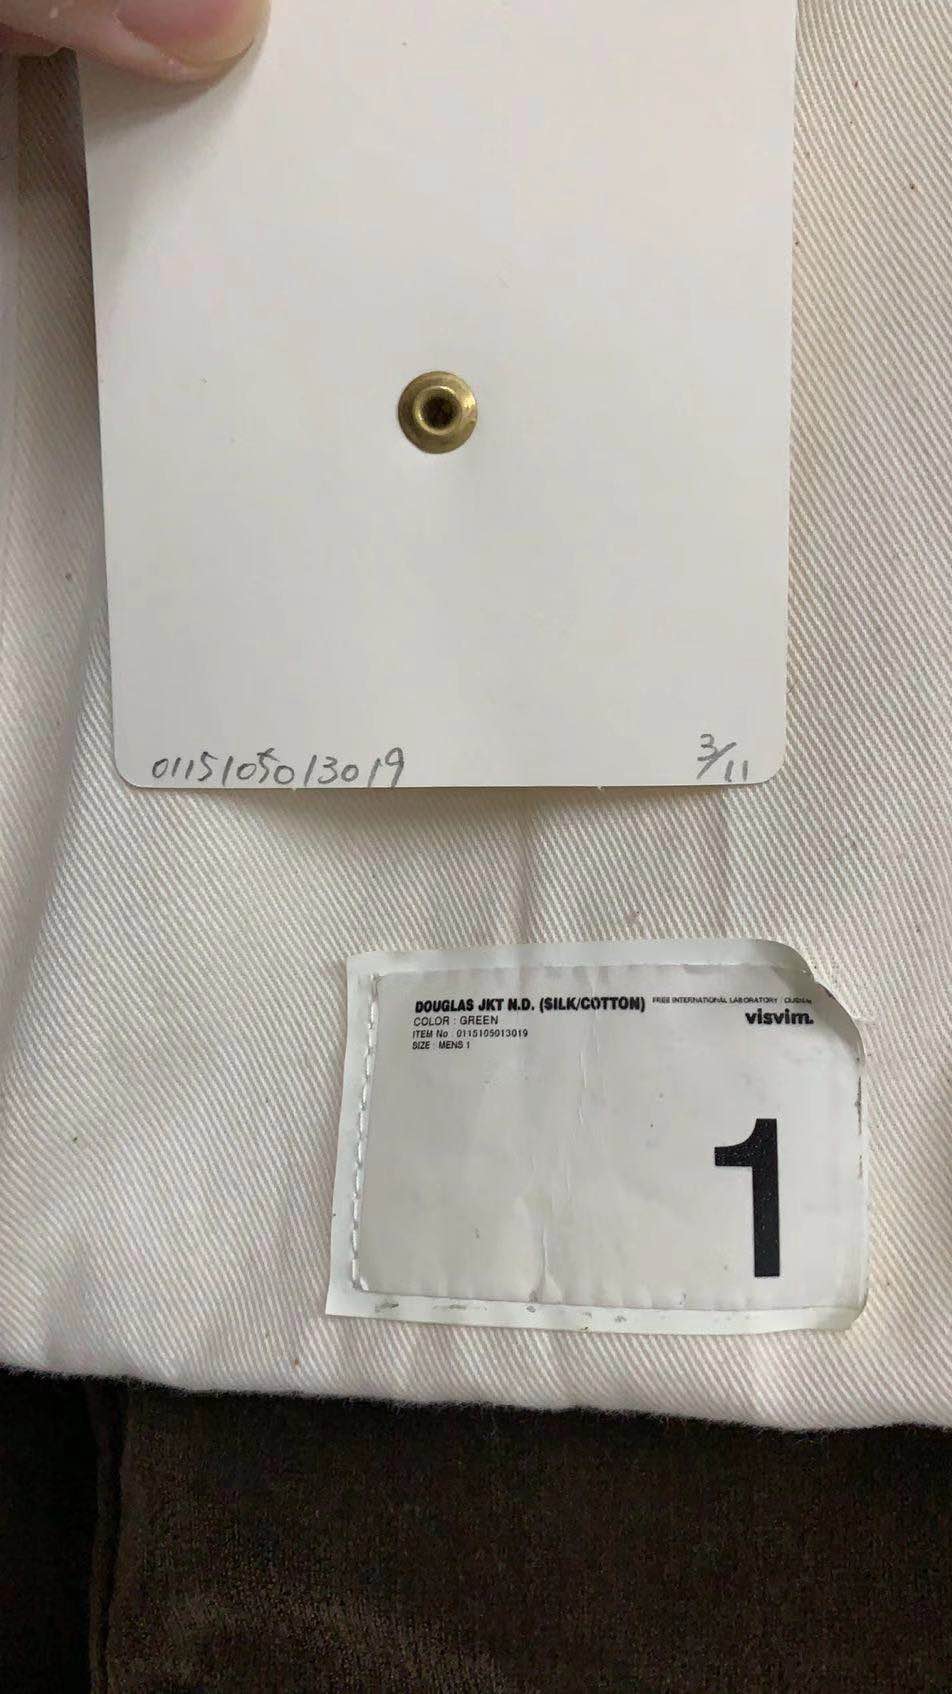 0115105013019
3/11
DOUGLAS JKT N.D. (SILK/COTTON)
FREE INTERNATIONAL LABORATORY
visvim.
COLOR : GREEN
ITEM No : 0115105013019
SIZE : MENS 1
1